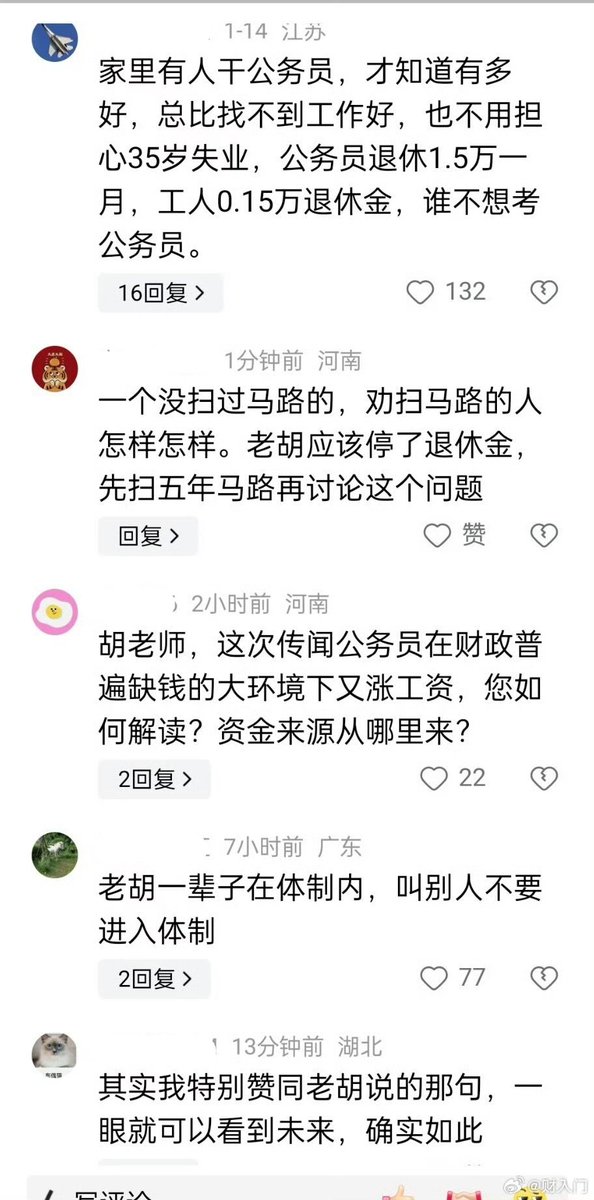 1-14 江苏
家里有人干公务员，才知道有多
好，总比找不到工作好，也不用担
心35岁失业，公务员退休1.5万一
月，工人0.15万退休金，谁不想考
公务员。
16回复 >
132
1分钟前 河南
一个没扫过马路的，劝扫马路的人
怎样怎样。老胡应该停了退休金，
先扫五年马路再讨论这个问题
回复 >
赞
2小时前 河南
胡老师，这次传闻公务员在财政普
遍缺钱的大环境下又涨工资，您如
何解读？资金来源从哪里来？
2回复 >
22
7小时前 广东
老胡一辈子在体制内，叫别人不要
进入体制
2回复 >
77
13分钟前 湖北
其实我特别赞同老胡说的那句，一
眼就可以看到未来，确实如此
写评论
@财入门